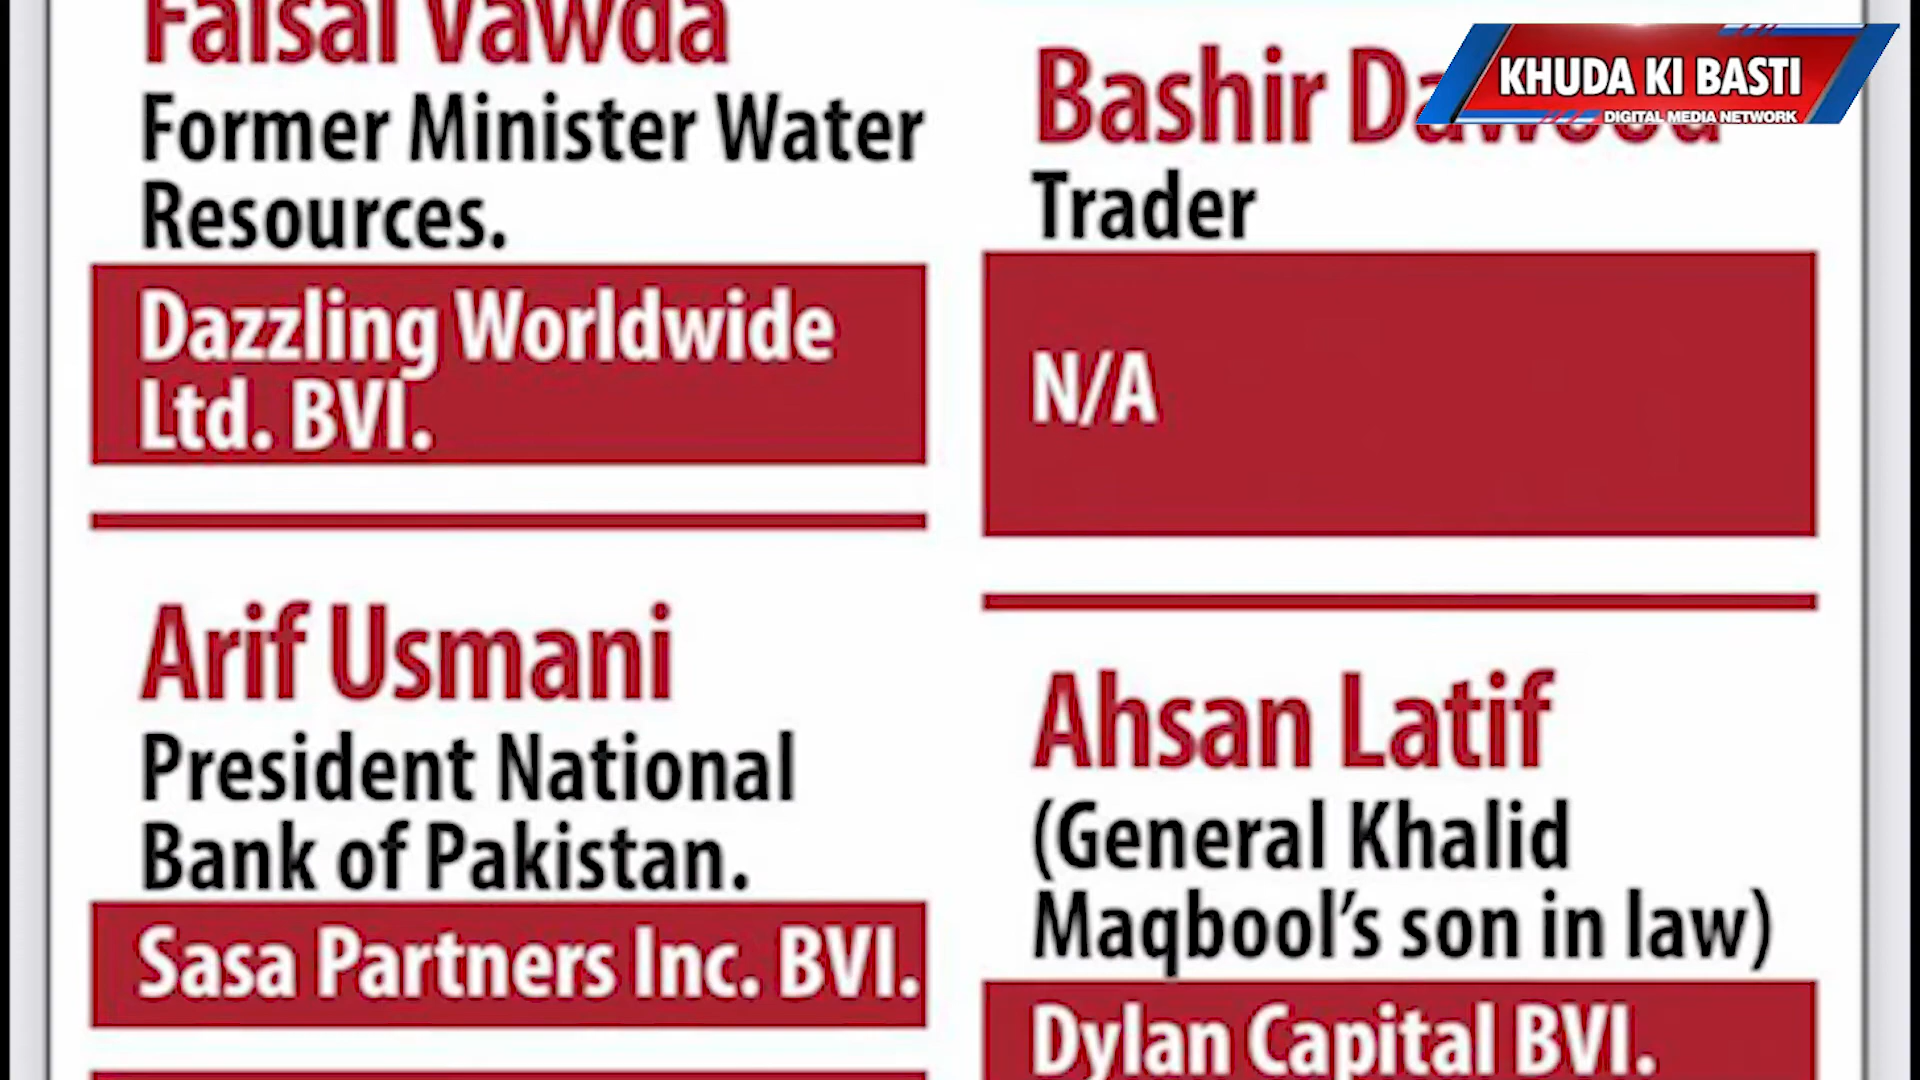 Faisal Vawda
Former Minister Water
Resources.
Dazzling Worldwide
Ltd. BVI.
Arif Usmani
President National
Bank of Pakistan.
Sasa Partners Inc. BVI.
Bashir Dawood
Trader
N/A
Ahsan Latif
(General Khalid
Maqbool’s son in law)
Dylan Capital BVI.
KHUDA KI BASTI
DIGITAL MEDIA NETWORK